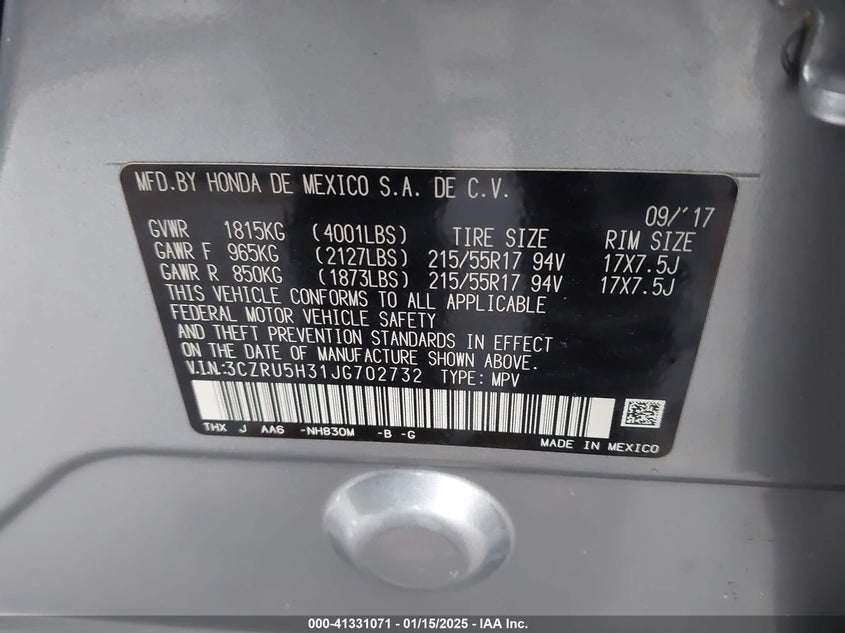 MFD.BY HONDA DE MEXICO S.A. DE C.V.
09/'17
GVWR 1815KG (4001LBS) TIRE SIZE RIM SIZE
GAWR F 965KG (2127LBS) 215/55R17 94V 17X7.5J
GAWR R 850KG (1873LBS) 215/55R17 94V 17X7.5J
THIS VEHICLE CONFORMS TO ALL APPLICABLE
FEDERAL MOTOR VEHICLE SAFETY
AND THEFT PREVENTION STANDARDS IN EFFECT
ON THE DATE OF MANUFACTURE SHOWN ABOVE.
V.I.N:3CZRU5H31JG702732 TYPE: MPV
THX J AA6 -NH830M -B -G
MADE IN MEXICO
000-41331071 — 01/15/2025 — IAA Inc.